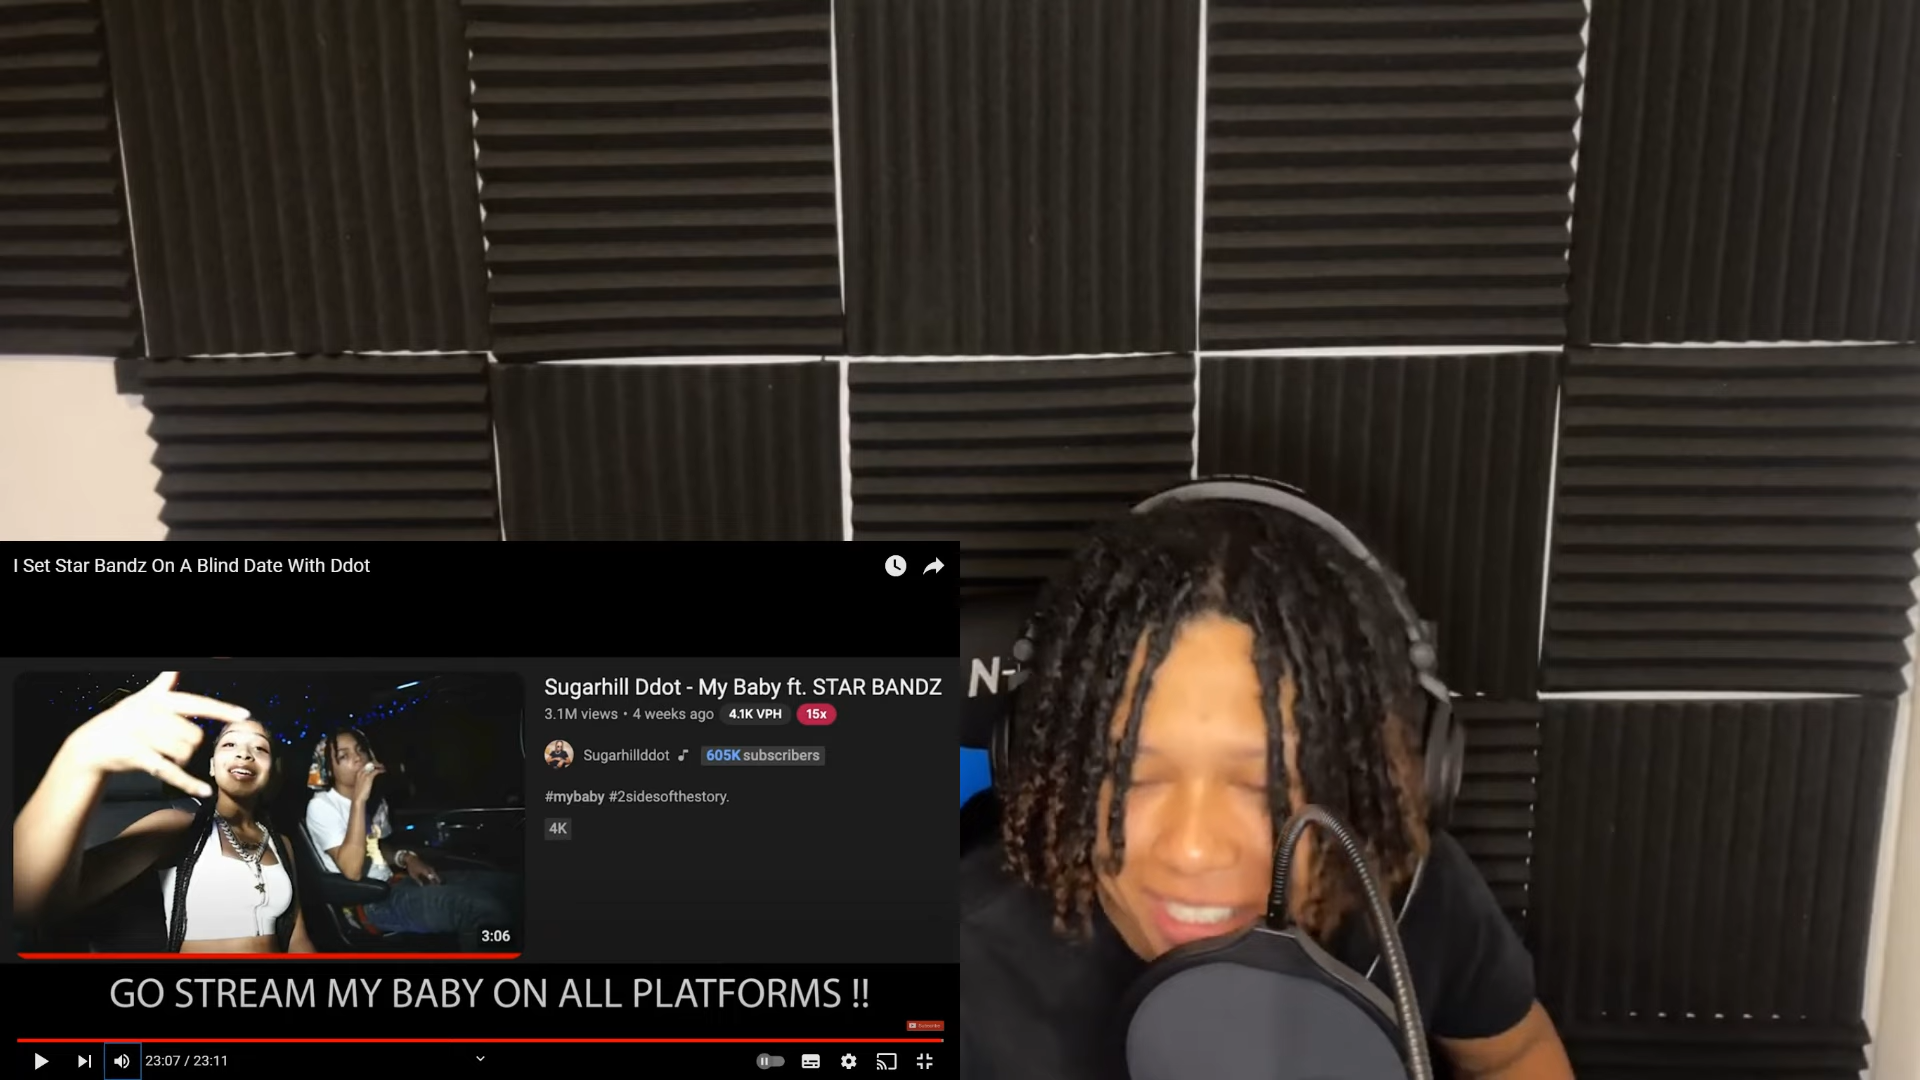 I Set Star Bandz On A Blind Date With Ddot
Sugarhill Ddot - My Baby ft. STAR BANDZ
3.1M views • 4 weeks ago 4.1K VPH 15x
Sugarhillddot 605K subscribers
#mybaby #2sidesofthestory.
4K
3:06
GO STREAM MY BABY ON ALL PLATFORMS !!
Subscribe
23:07 / 23:11
N-